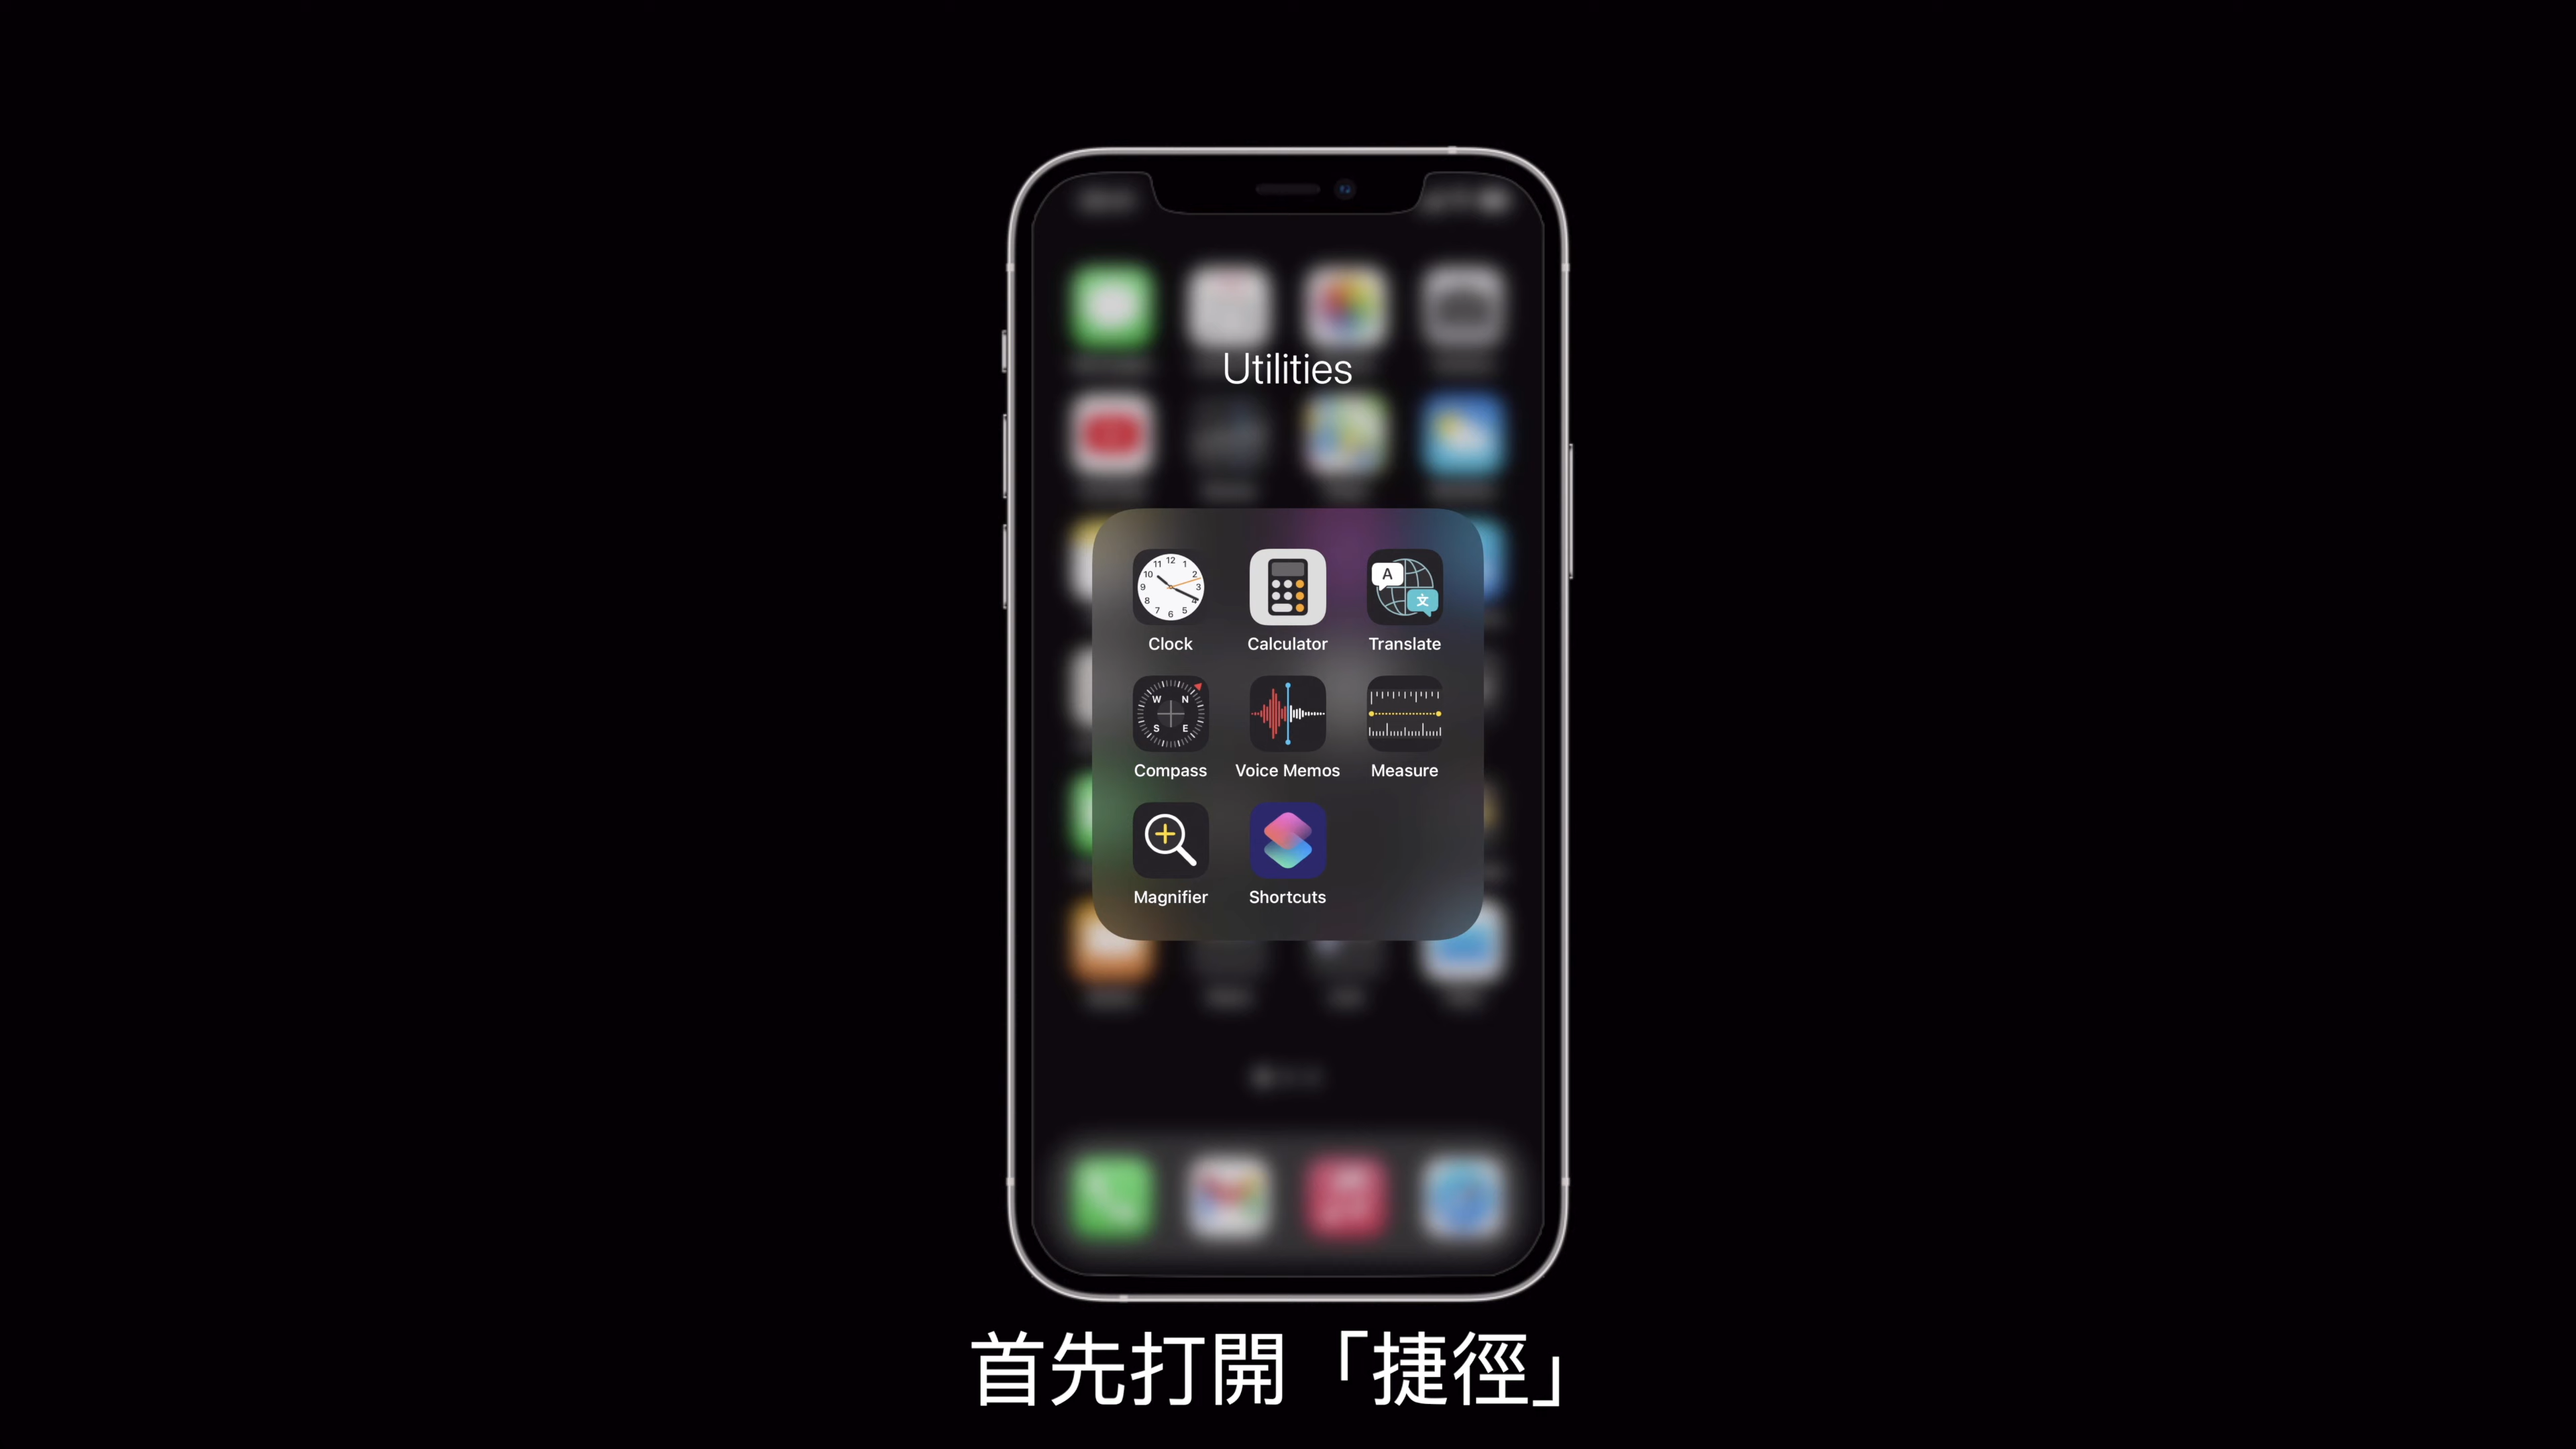 Utilities
Clock
Calculator
Translate
Compass
Voice Memos
Measure
Magnifier
Shortcuts
首先打開「捷徑」